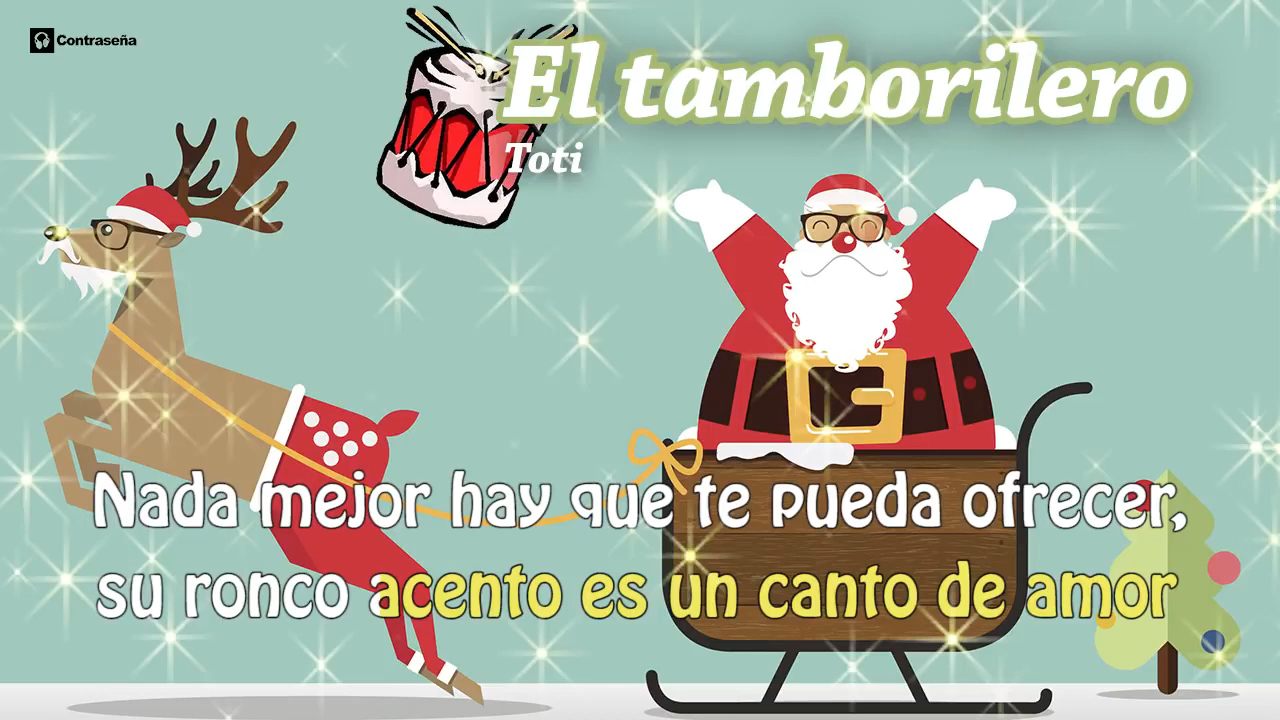 Contraseña
El tamborilero
Toti
Nada mejor hay que te pueda ofrecer,
su ronco acento es un canto de amor